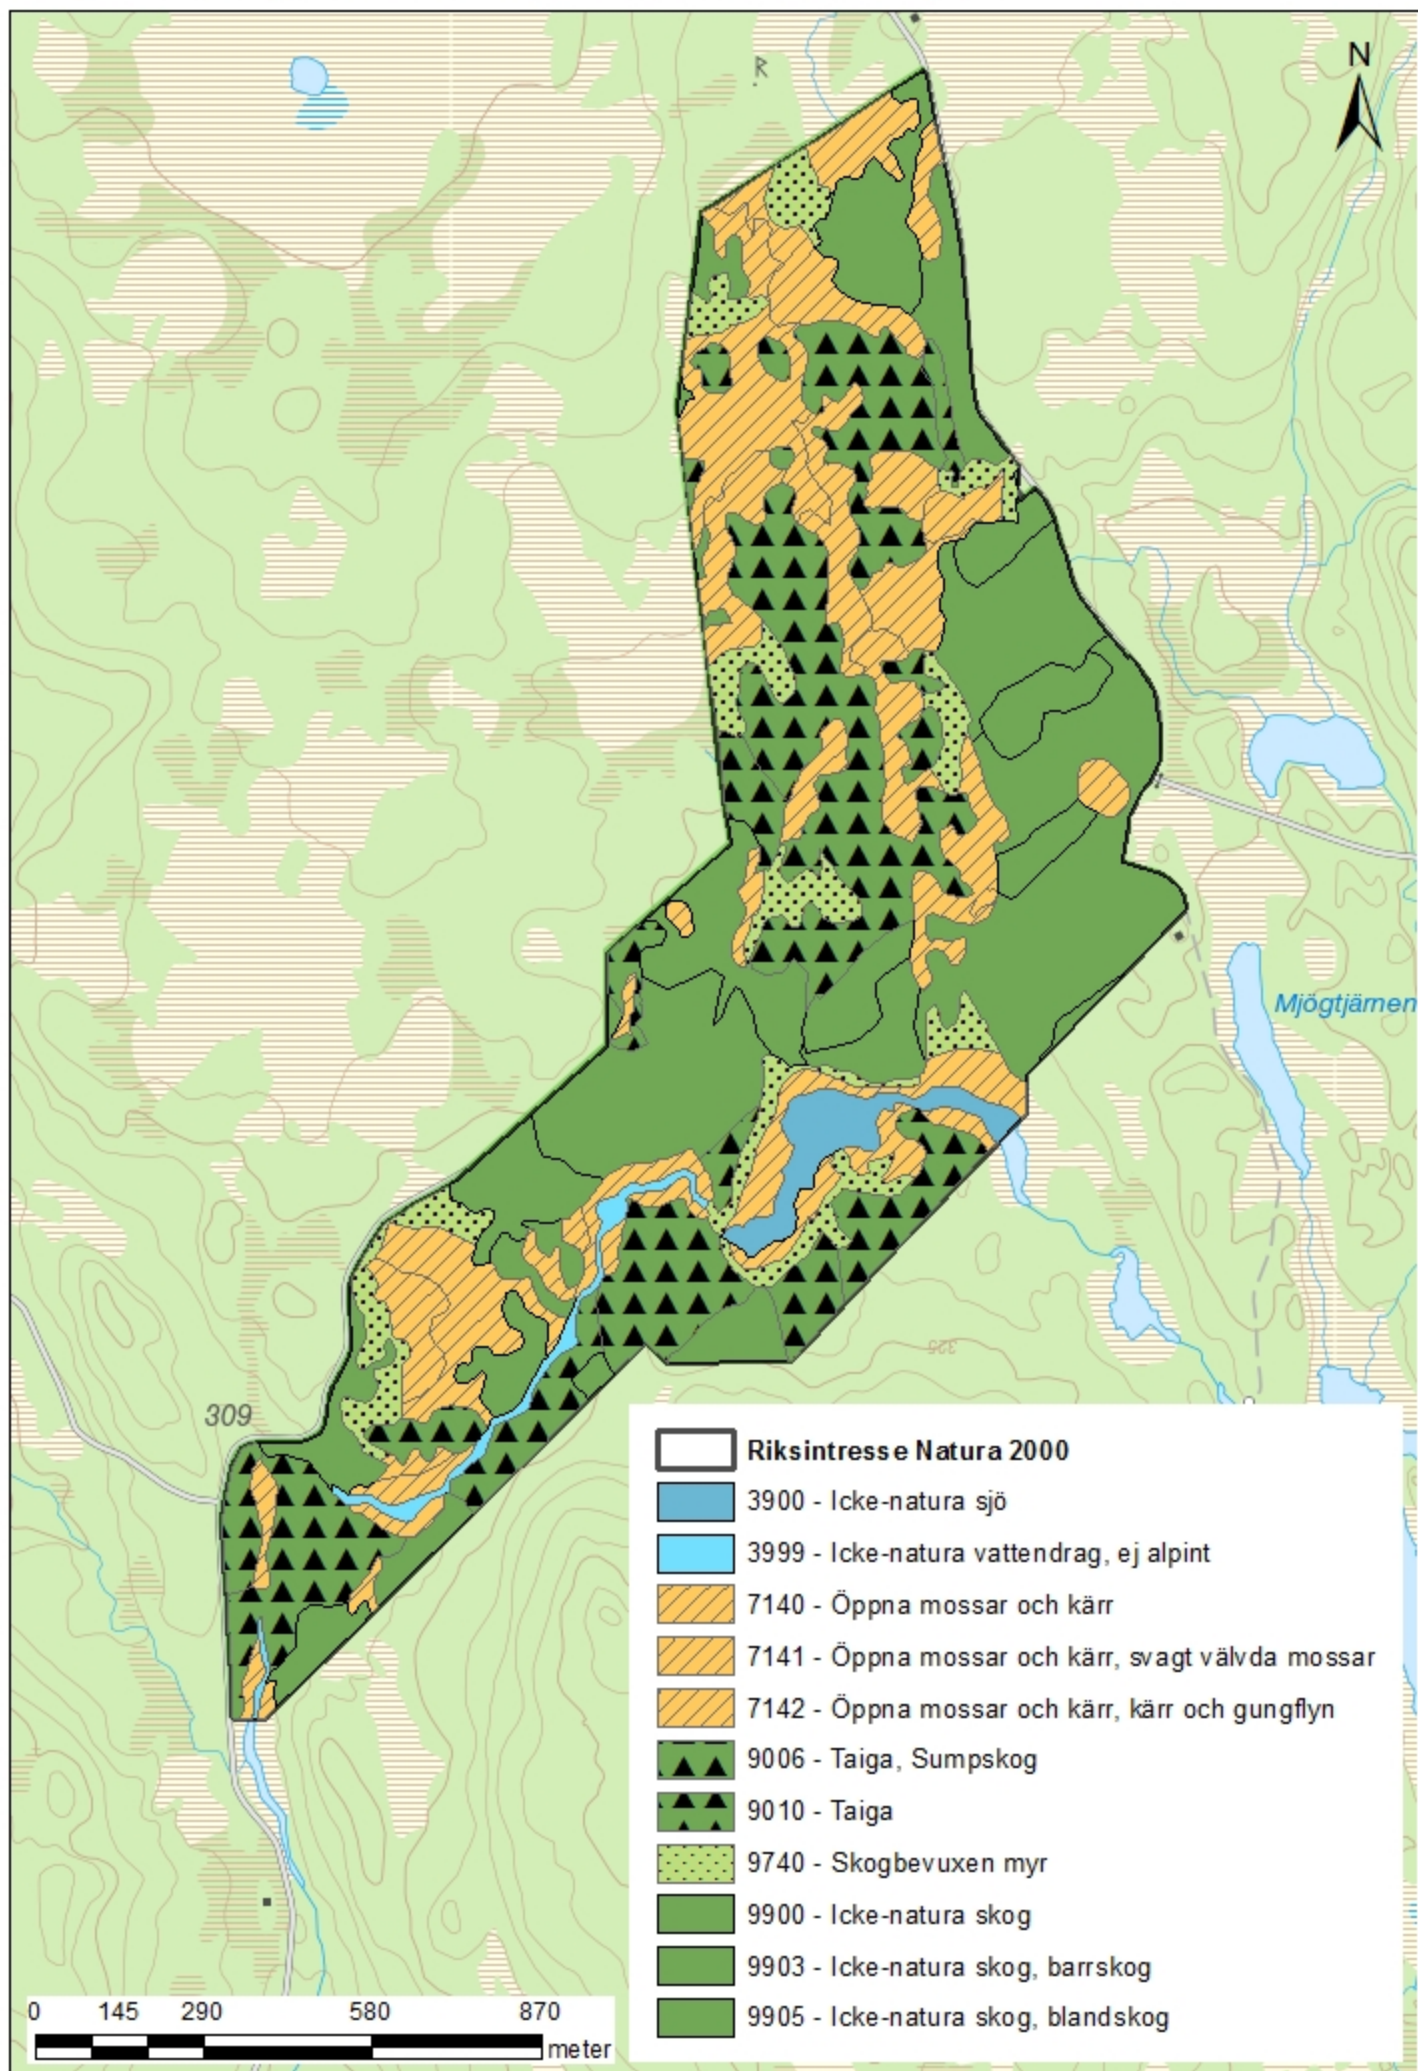 N
R
Mjögtjärnen
325
309
Riksintresse Natura 2000
3900 - Icke-natura sjö
3999 - Icke-natura vattendrag, ej alpint
7140 - Öppna mossar och kärr
7141 - Öppna mossar och kärr, svagt välvda mossar
7142 - Öppna mossar och kärr, kärr och gungflyn
9006 - Taiga, Sumpskog
9010 - Taiga
9740 - Skogbevuxen myr
9900 - Icke-natura skog
9903 - Icke-natura skog, barrskog
9905 - Icke-natura skog, blandskog
0 145 290 580 870
meter